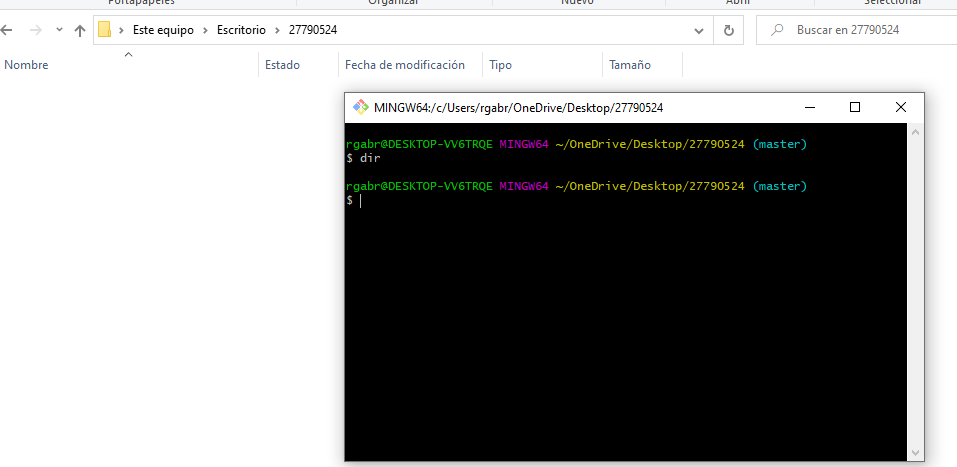 Portapapeles Organizar Nuevo Abrir Seleccionar
Este equipo > Escritorio > 27790524
Buscar en 27790524
Nombre Estado Fecha de modificación Tipo Tamaño
MINGW64:/c/Users/rgabr/OneDrive/Desktop/27790524
rgabr@DESKTOP-VV6TRQE MINGW64 ~/OneDrive/Desktop/27790524 (master)
$ dir
rgabr@DESKTOP-VV6TRQE MINGW64 ~/OneDrive/Desktop/27790524 (master)
$